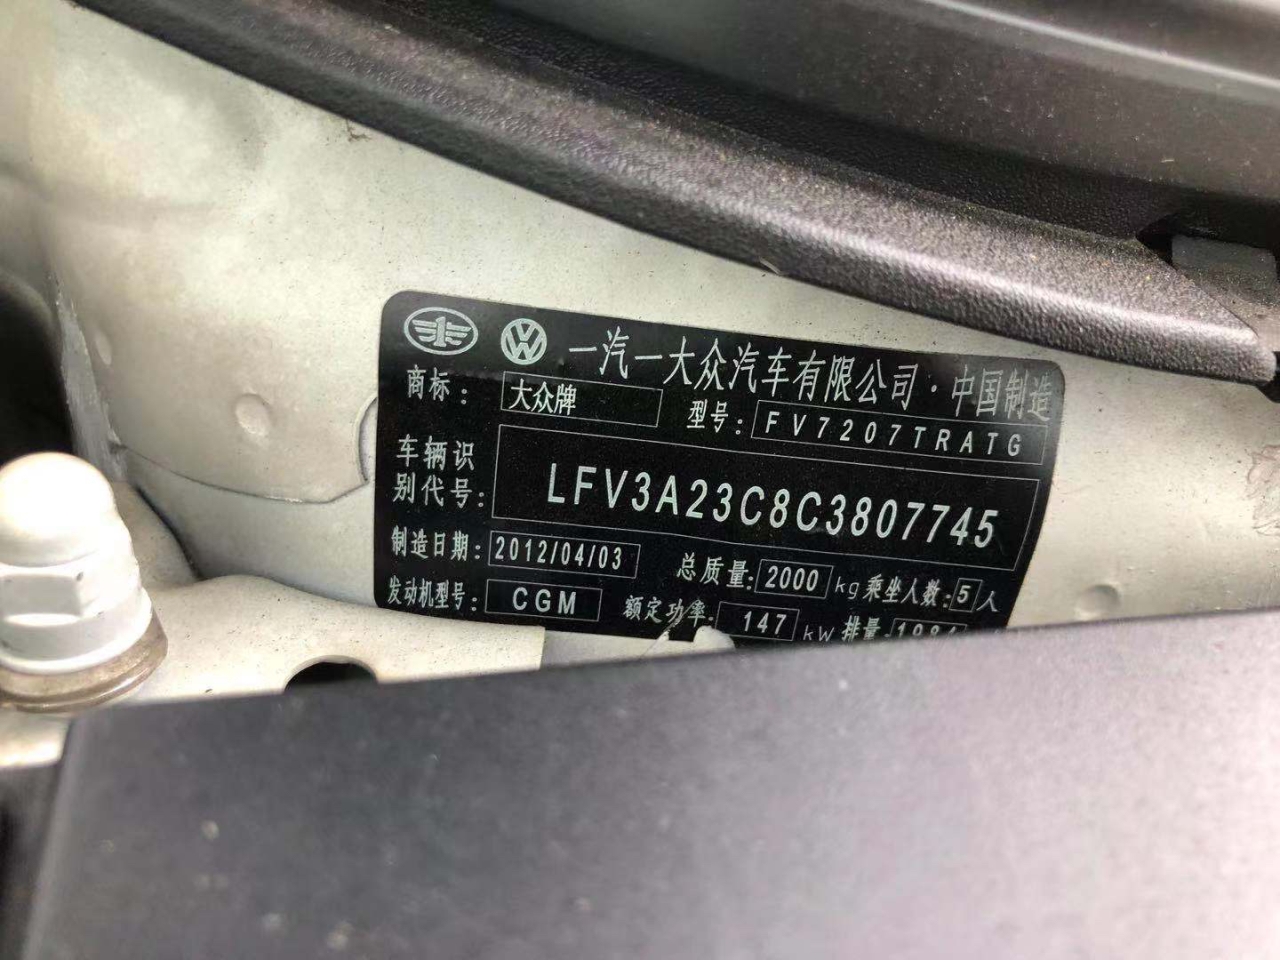 一汽一大众汽车有限公司·中国制造
商标: 大众牌 型号: FV7207TRATG
车辆识别代号: LFV3A23C8C3807745
制造日期: 2012/04/03 总质量: 2000 kg 乘坐人数: 5 人
发动机型号: CGM 额定功率: 147 kW 排量: 1984